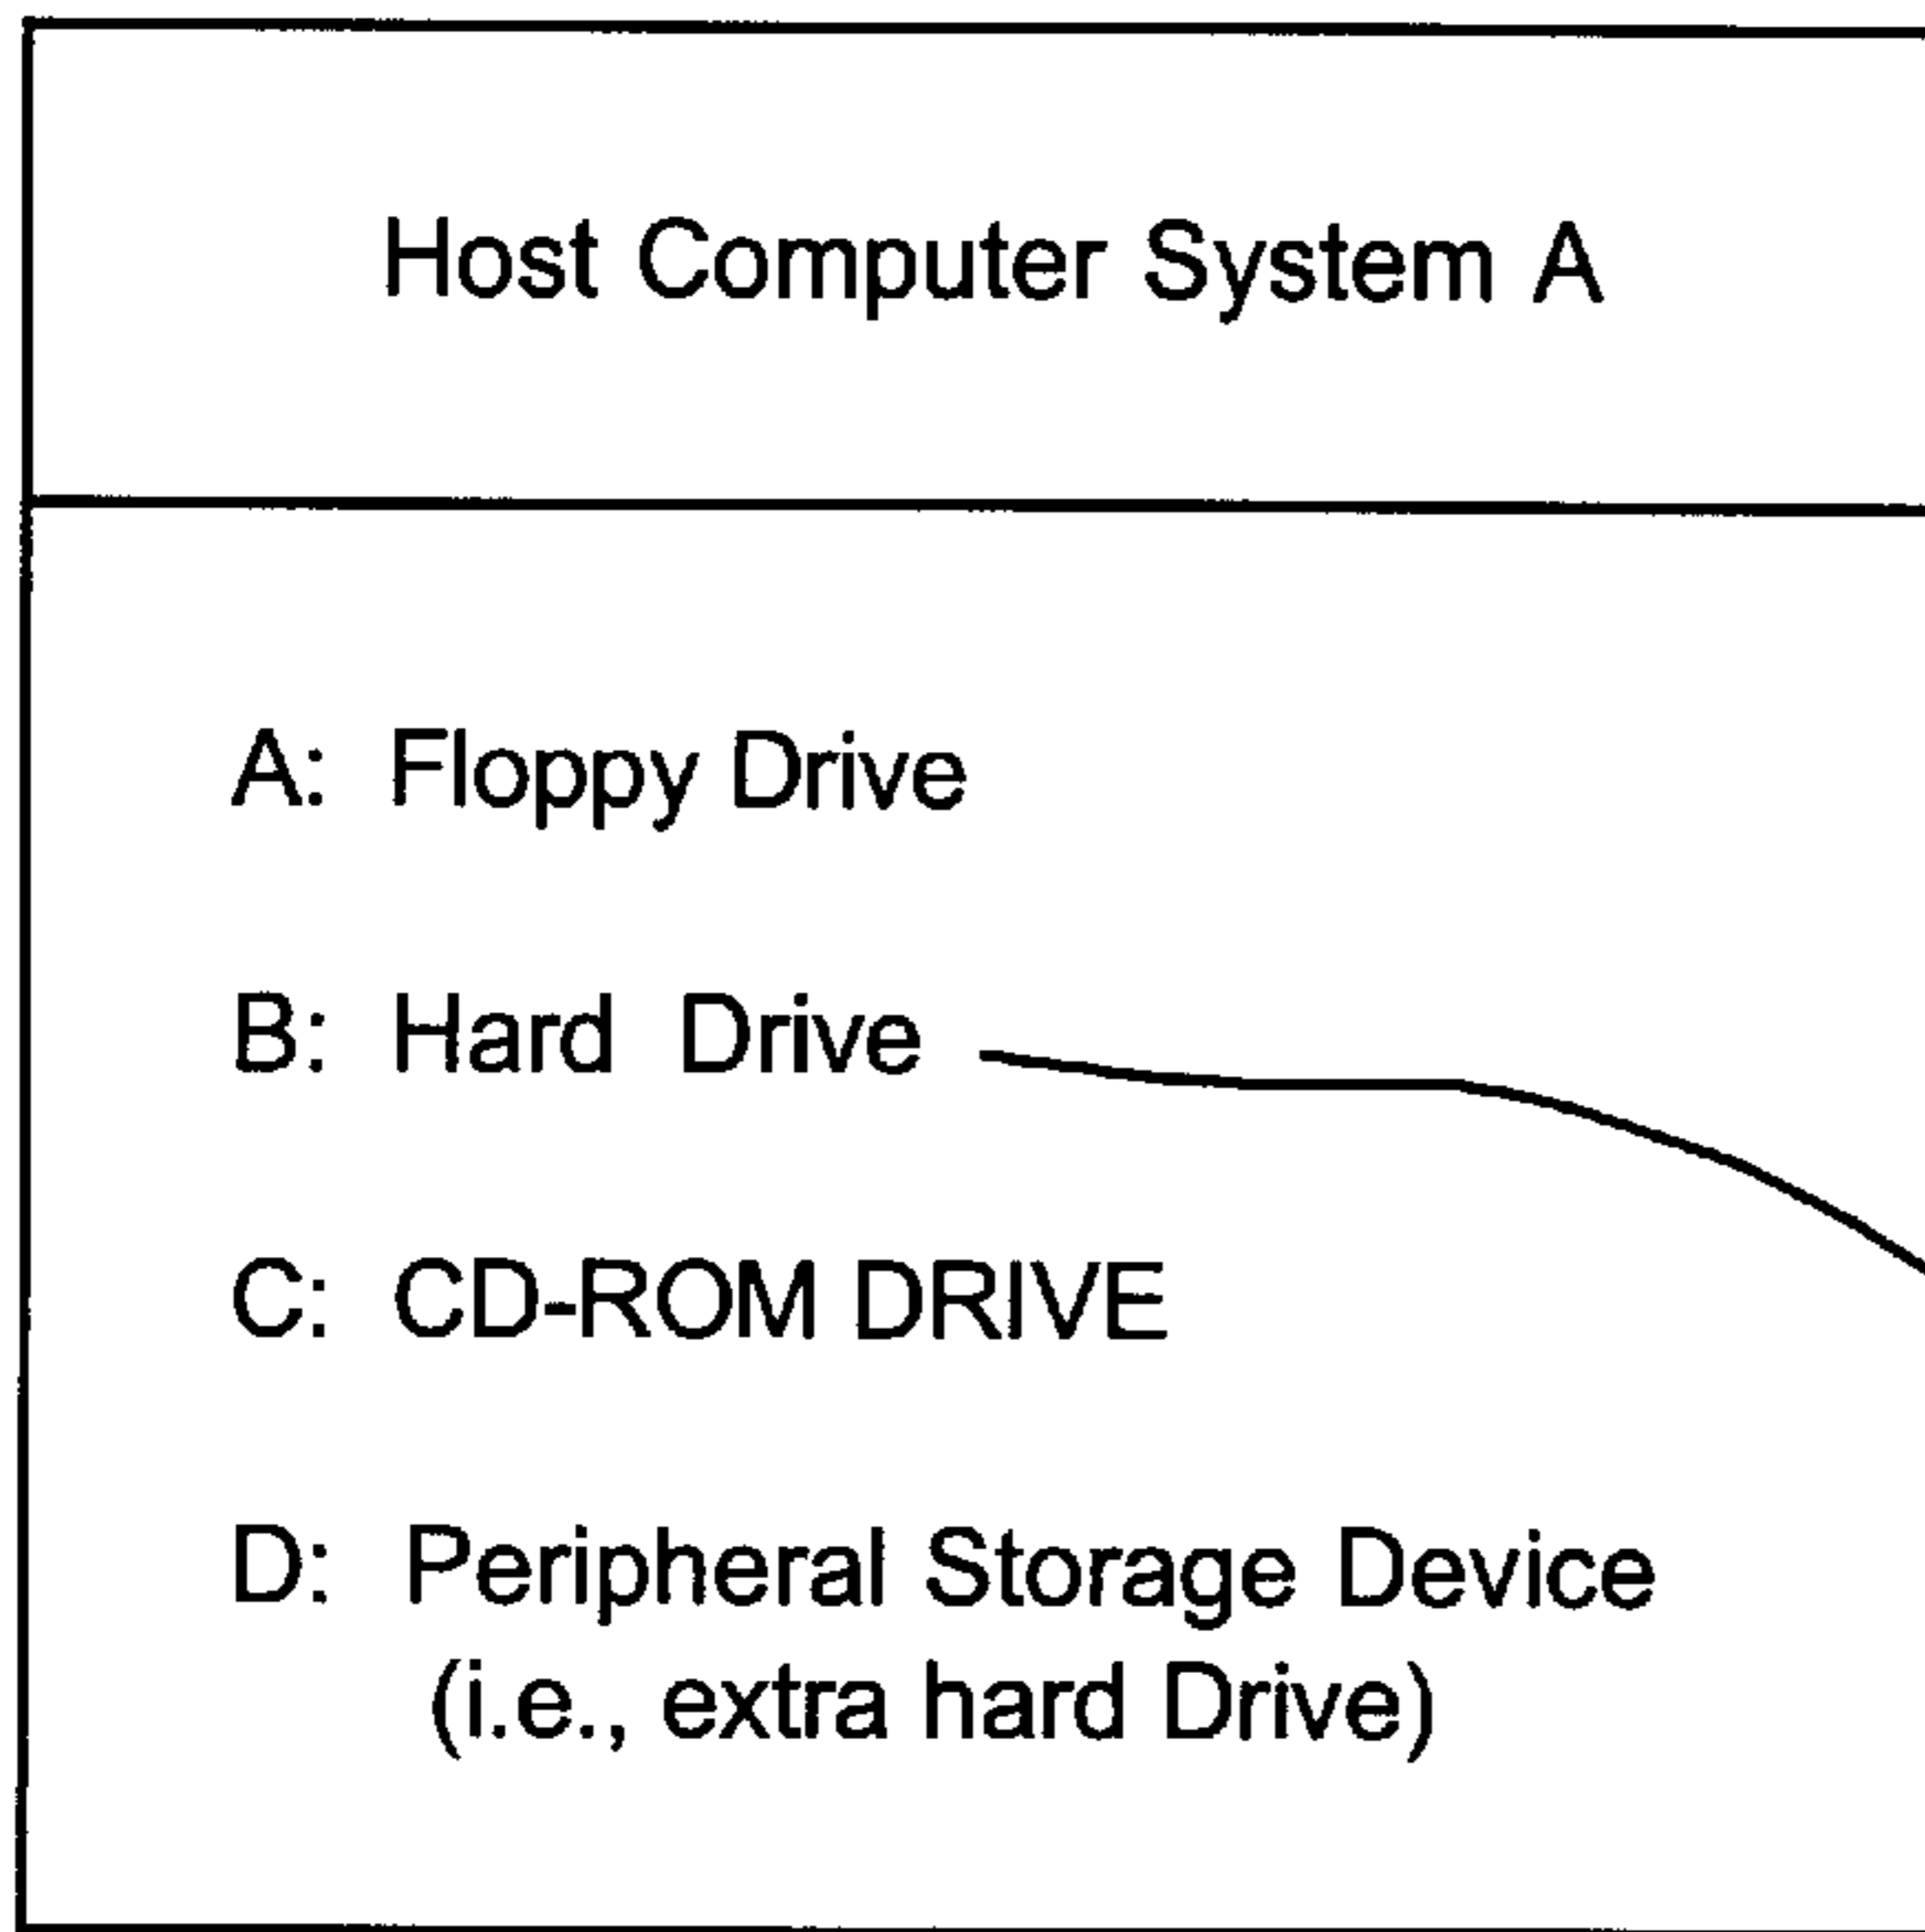 Host Computer System A
A: Floppy Drive
B: Hard Drive
C: CD-ROM DRIVE
D: Peripheral Storage Device
(i.e., extra hard Drive)